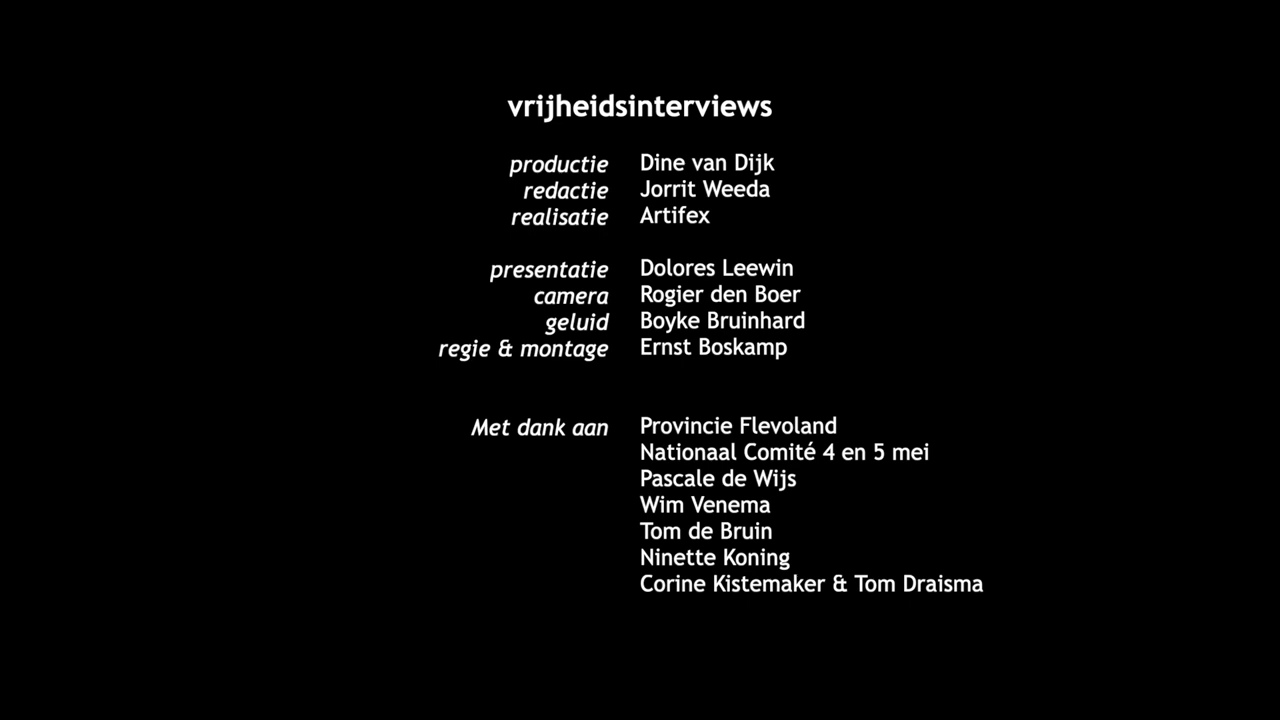 vrijheidsinterviews
productie Dine van Dijk
redactie Jorrit Weeda
realisatie Artifex
presentatie Dolores Leewin
camera Rogier den Boer
geluid Boyke Bruinhard
regie & montage Ernst Boskamp
Met dank aan Provincie Flevoland
Nationaal Comité 4 en 5 mei
Pascale de Wijs
Wim Venema
Tom de Bruin
Ninette Koning
Corine Kistemaker & Tom Draisma